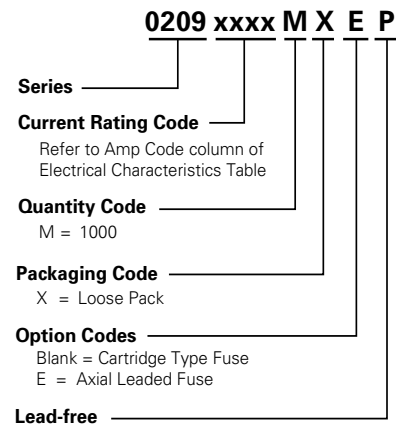 0209 xxxx M X E P
Series
Current Rating Code
Refer to Amp Code column of
Electrical Characteristics Table
Quantity Code
M = 1000
Packaging Code
X = Loose Pack
Option Codes
Blank = Cartridge Type Fuse
E = Axial Leaded Fuse
Lead-free